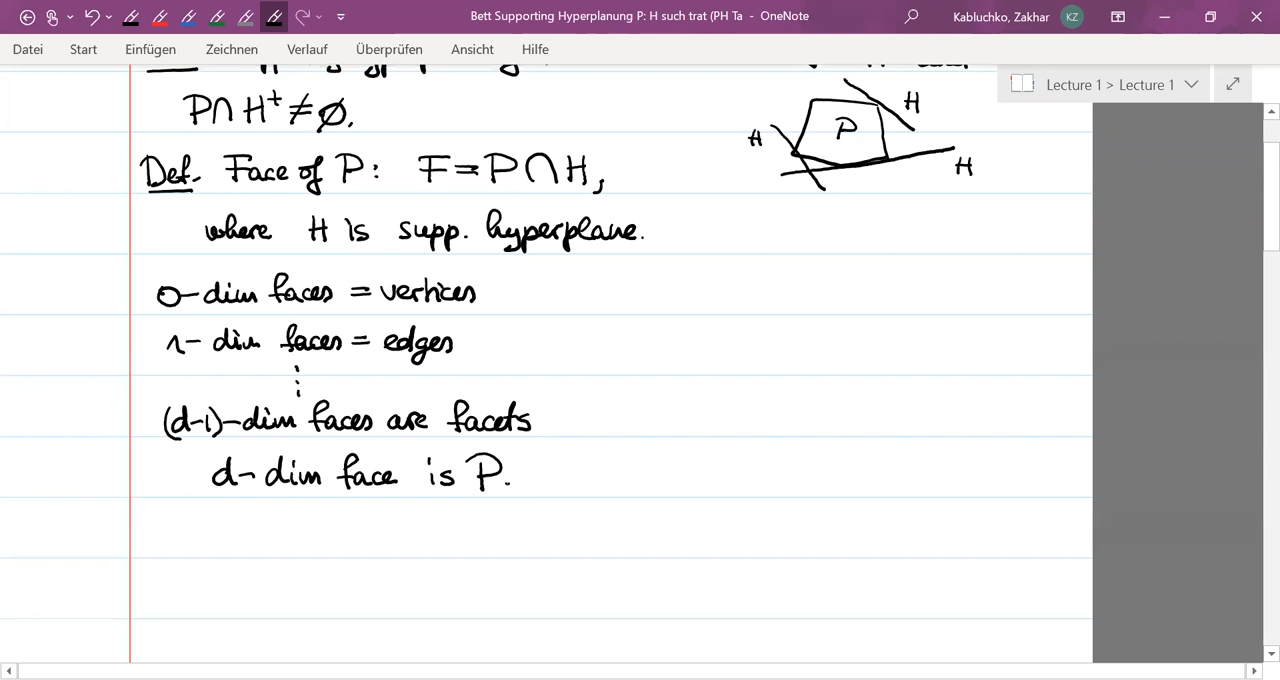 Bett Supporting Hyperplanung P: H such trat (PH Ta - OneNote
Kabluchko, Zakhar
KZ
Datei Start Einfügen Zeichnen Verlauf Überprüfen Ansicht Hilfe
Lecture 1 > Lecture 1
P∩H⁺ ≠ ∅.
H
P
H
H
Def. Face of P: F = P∩H,
where H is supp. hyperplane.
0-dim faces = vertices
1-dim faces = edges
⋮
(d-1)-dim faces are facets
d-dim face is P.